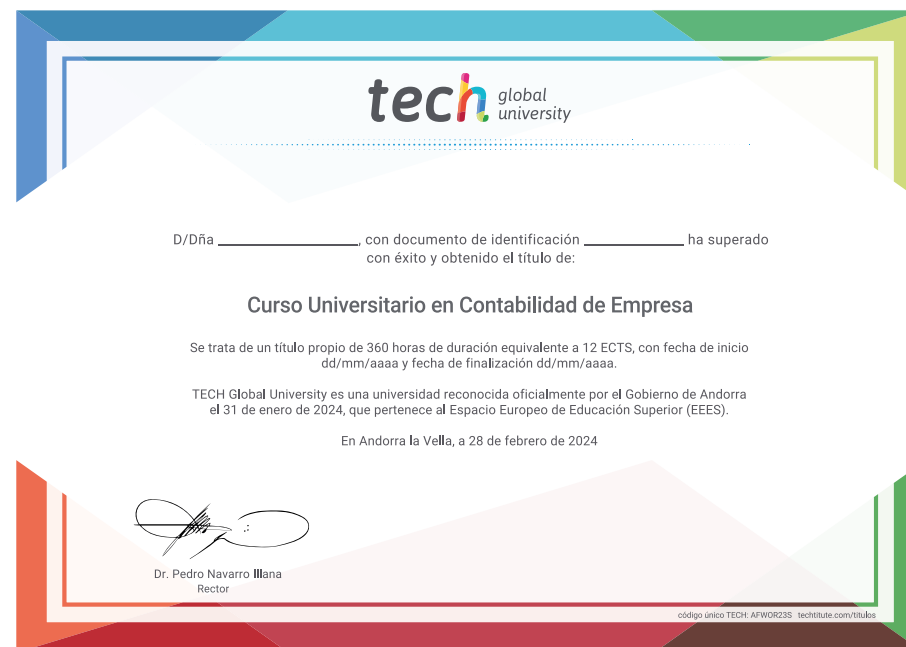 tech global university
D/Dña ______________, con documento de identificación __________ ha superado
con éxito y obtenido el título de:
Curso Universitario en Contabilidad de Empresa
Se trata de un título propio de 360 horas de duración equivalente a 12 ECTS, con fecha de inicio
dd/mm/aaaa y fecha de finalización dd/mm/aaaa.
TECH Global University es una universidad reconocida oficialmente por el Gobierno de Andorra
el 31 de enero de 2024, que pertenece al Espacio Europeo de Educación Superior (EEES).
En Andorra la Vella, a 28 de febrero de 2024
Dr. Pedro Navarro Illana
Rector
código único TECH: AFWOR23S techtitute.com/titulos